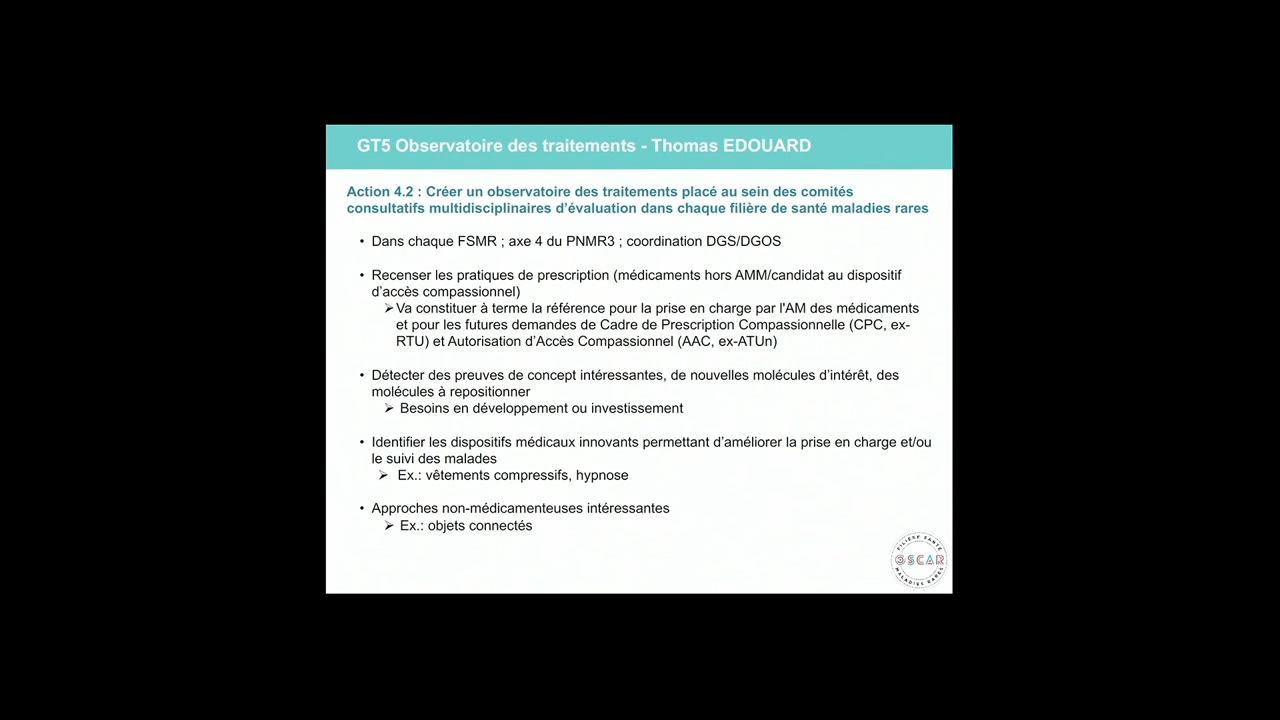 GT5 Observatoire des traitements - Thomas EDOUARD
Action 4.2 : Créer un observatoire des traitements placé au sein des comités
consultatifs multidisciplinaires d'évaluation dans chaque filière de santé maladies rares
• Dans chaque FSMR ; axe 4 du PNMR3 ; coordination DGS/DGOS
• Recenser les pratiques de prescription (médicaments hors AMM/candidat au dispositif
d'accès compassionnel)
➢Va constituer à terme la référence pour la prise en charge par l'AM des médicaments
et pour les futures demandes de Cadre de Prescription Compassionnelle (CPC, ex-
RTU) et Autorisation d'Accès Compassionnel (AAC, ex-ATUn)
• Détecter des preuves de concept intéressantes, de nouvelles molécules d'intérêt, des
molécules à repositionner
➢ Besoins en développement ou investissement
• Identifier les dispositifs médicaux innovants permettant d'améliorer la prise en charge et/ou
le suivi des malades
➢ Ex.: vêtements compressifs, hypnose
• Approches non-médicamenteuses intéressantes
➢ Ex.: objets connectés
FILIÈRE SANTÉ
OSCAR
MALADIES RARES